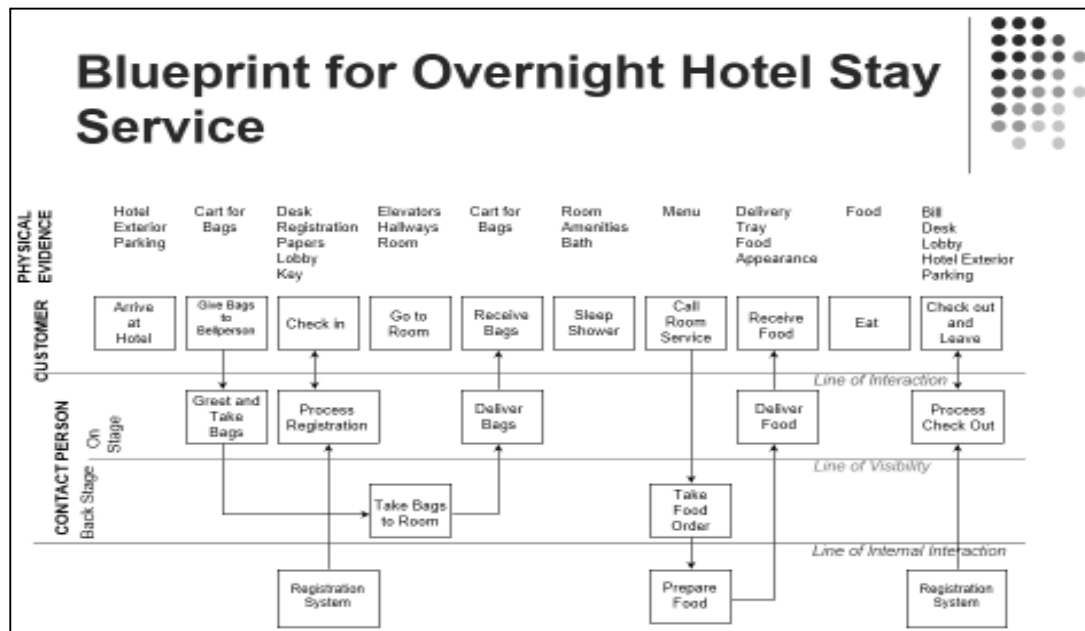 Blueprint for Overnight Hotel Stay
Service
PHYSICAL
EVIDENCE
Hotel
Exterior
Parking
Cart for
Bags
Desk
Registration
Papers
Lobby
Key
Elevators
Hallways
Room
Cart for
Bags
Room
Amenities
Bath
Menu
Delivery
Tray
Food
Appearance
Food
Bill
Desk
Lobby
Hotel Exterior
Parking
CUSTOMER
Arrive
at
Hotel
Give Bags
to
Bellperson
Check in
Go to
Room
Receive
Bags
Sleep
Shower
Call
Room
Service
Receive
Food
Eat
Check out
and
Leave
Line of Interaction
CONTACT PERSON
On
Stage
Greet and
Take
Bags
Process
Registration
Deliver
Bags
Deliver
Food
Process
Check Out
Line of Visibility
Back Stage
Take Bags
to Room
Take
Food
Order
Line of Internal Interaction
Registration
System
Prepare
Food
Registration
System